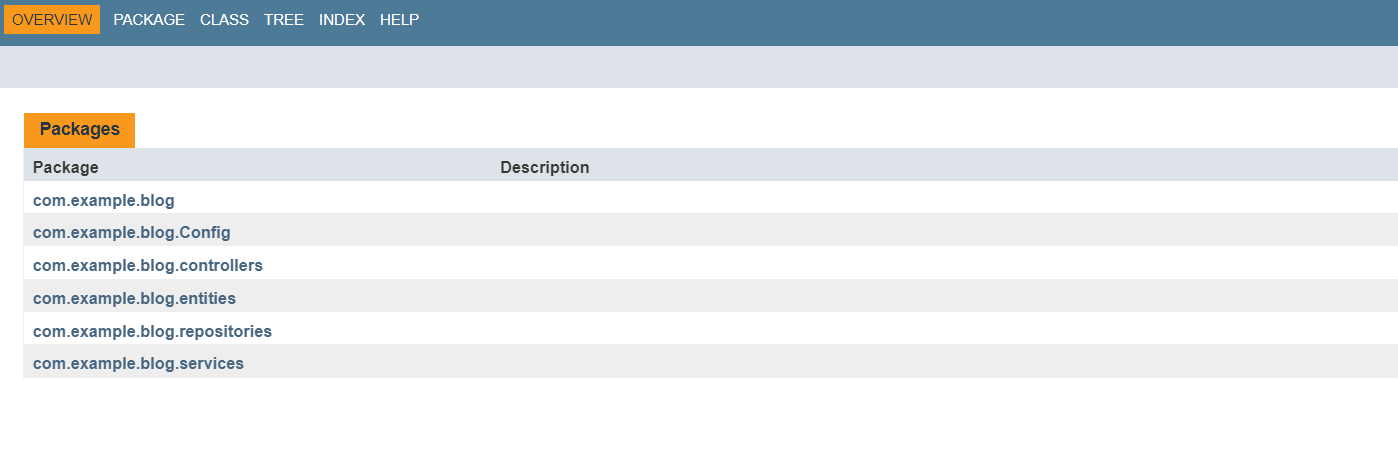 OVERVIEW PACKAGE CLASS TREE INDEX HELP
Packages
Package Description
com.example.blog
com.example.blog.Config
com.example.blog.controllers
com.example.blog.entities
com.example.blog.repositories
com.example.blog.services